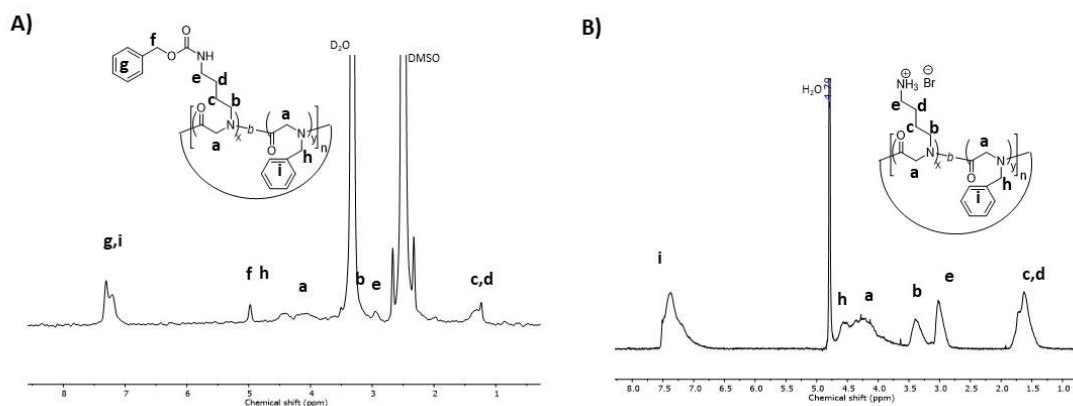 A)
f
O
O
NH
g
e
d
c
b
O
N
x
b
a
a
O
N
y
n
h
i
D₂O
DMSO
g,i
f h
a
b e
c,d
8 7 6 5 4 3 2 1
Chemical shift (ppm)
B)
H₂O 4.79
⊕ ⊖
NH₃ Br
e
d
c
b
O
N
x
b
a
a
O
N
y
n
h
i
i
h
a
b
e
c,d
8.0 7.5 7.0 6.5 6.0 5.5 5.0 4.5 4.0 3.5 3.0 2.5 2.0 1.5 1.0
Chemical shift (ppm)